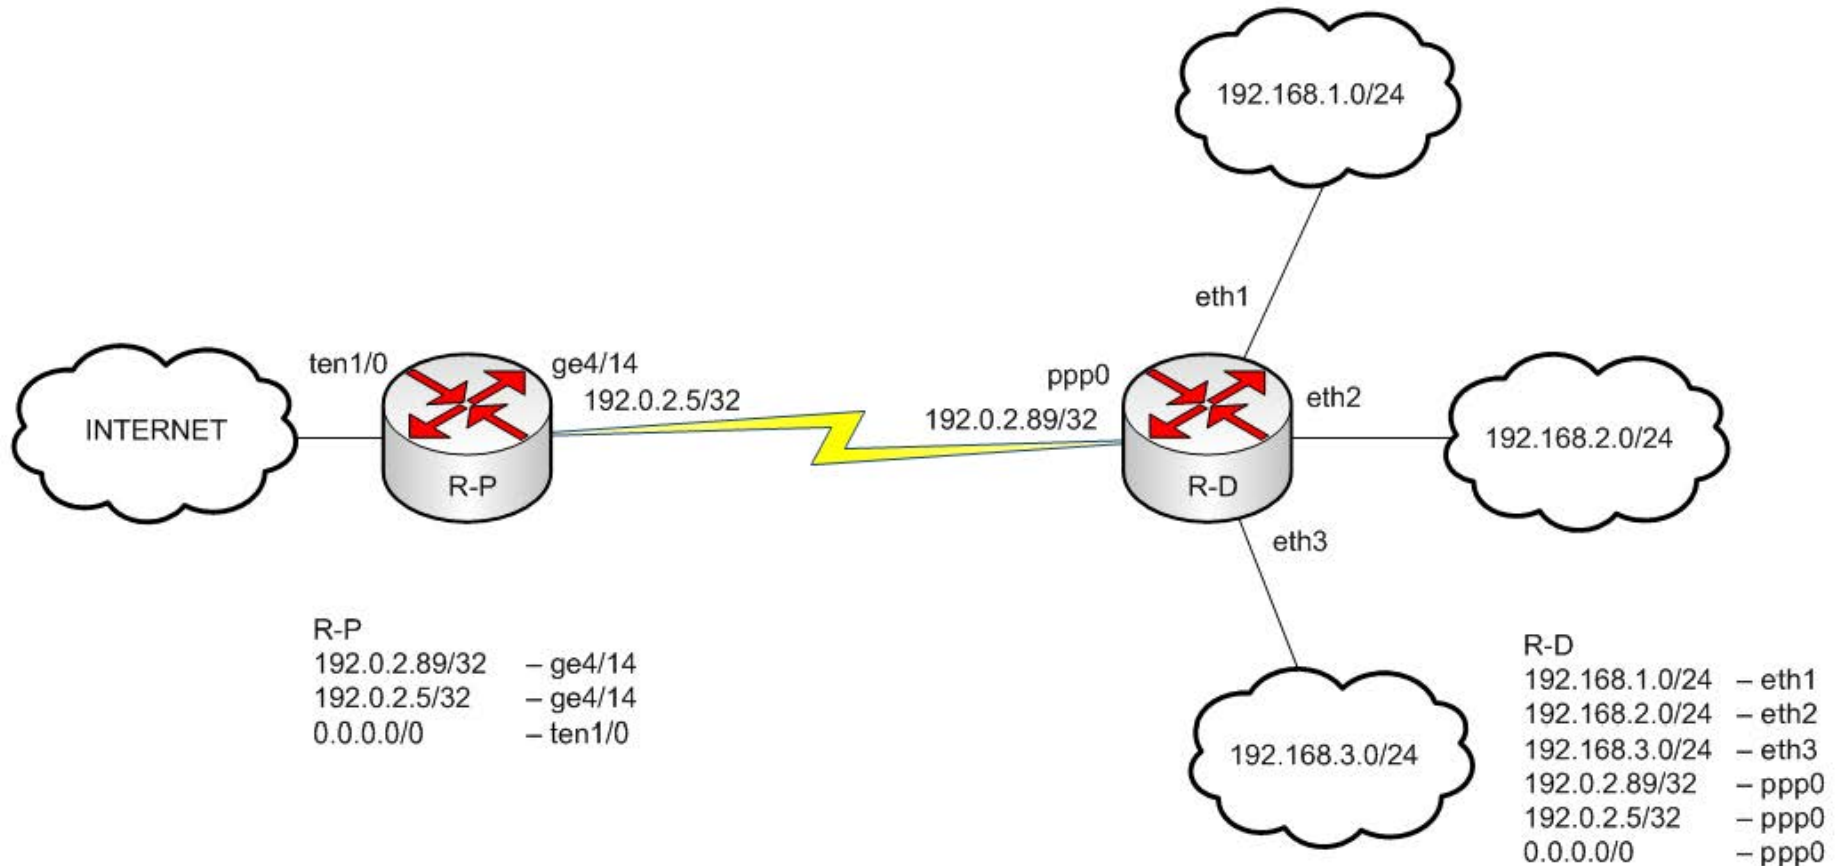 192.168.1.0/24
eth1
ten1/0
ge4/14
192.0.2.5/32
ppp0
192.0.2.89/32
eth2
INTERNET
192.168.2.0/24
R-P
R-D
eth3
192.168.3.0/24
R-P
192.0.2.89/32 – ge4/14
192.0.2.5/32 – ge4/14
0.0.0.0/0 – ten1/0
R-D
192.168.1.0/24 – eth1
192.168.2.0/24 – eth2
192.168.3.0/24 – eth3
192.0.2.89/32 – ppp0
192.0.2.5/32 – ppp0
0.0.0.0/0 – ppp0